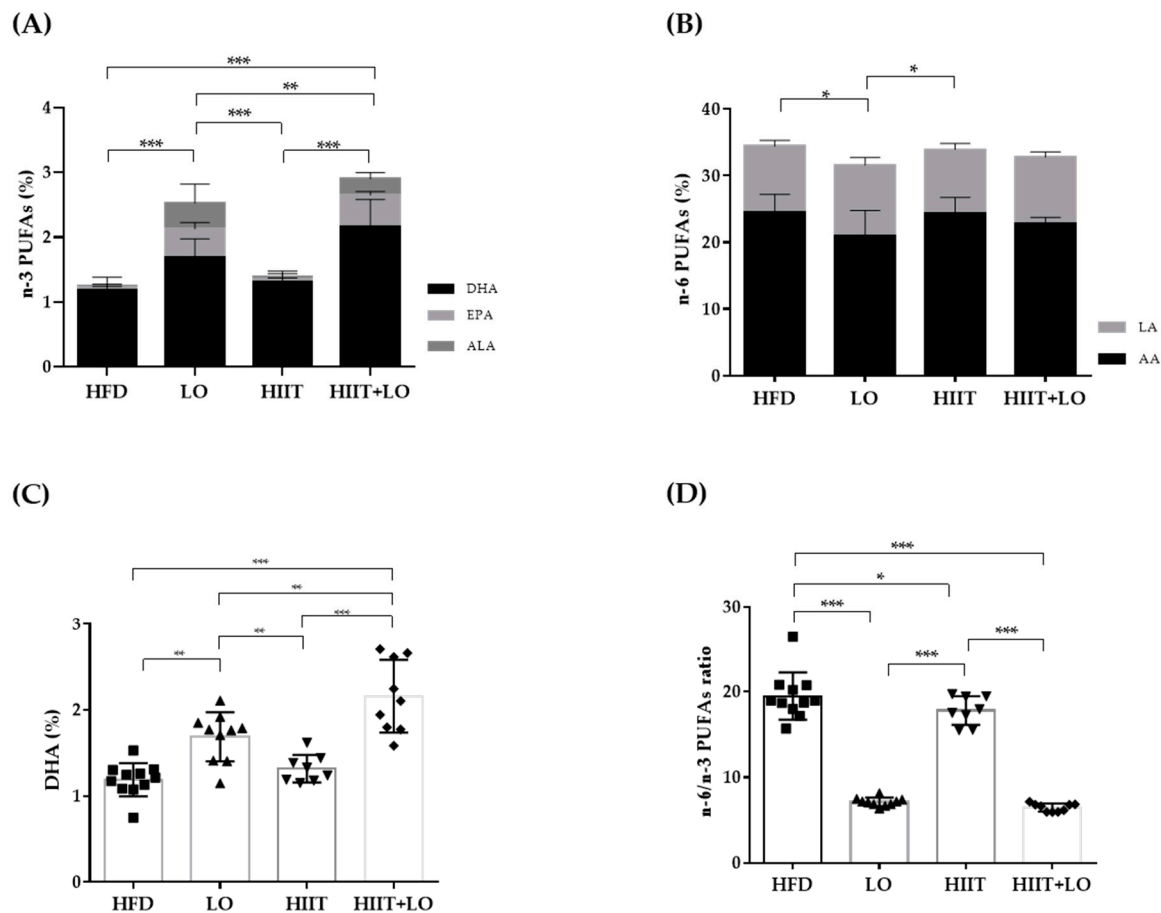 (A)
***
**
***
***
***
n-3 PUFAs (%)
4
3
2
1
0
HFD
LO
HIIT
HIIT+LO
DHA
EPA
ALA
(B)
*
*
n-6 PUFAs (%)
40
30
20
10
0
HFD
LO
HIIT
HIIT+LO
LA
AA
(C)
***
**
***
**
**
DHA (%)
3
2
1
0
HFD
LO
HIIT
HIIT+LO
(D)
***
*
***
***
***
n-6/n-3 PUFAs ratio
30
20
10
0
HFD
LO
HIIT
HIIT+LO